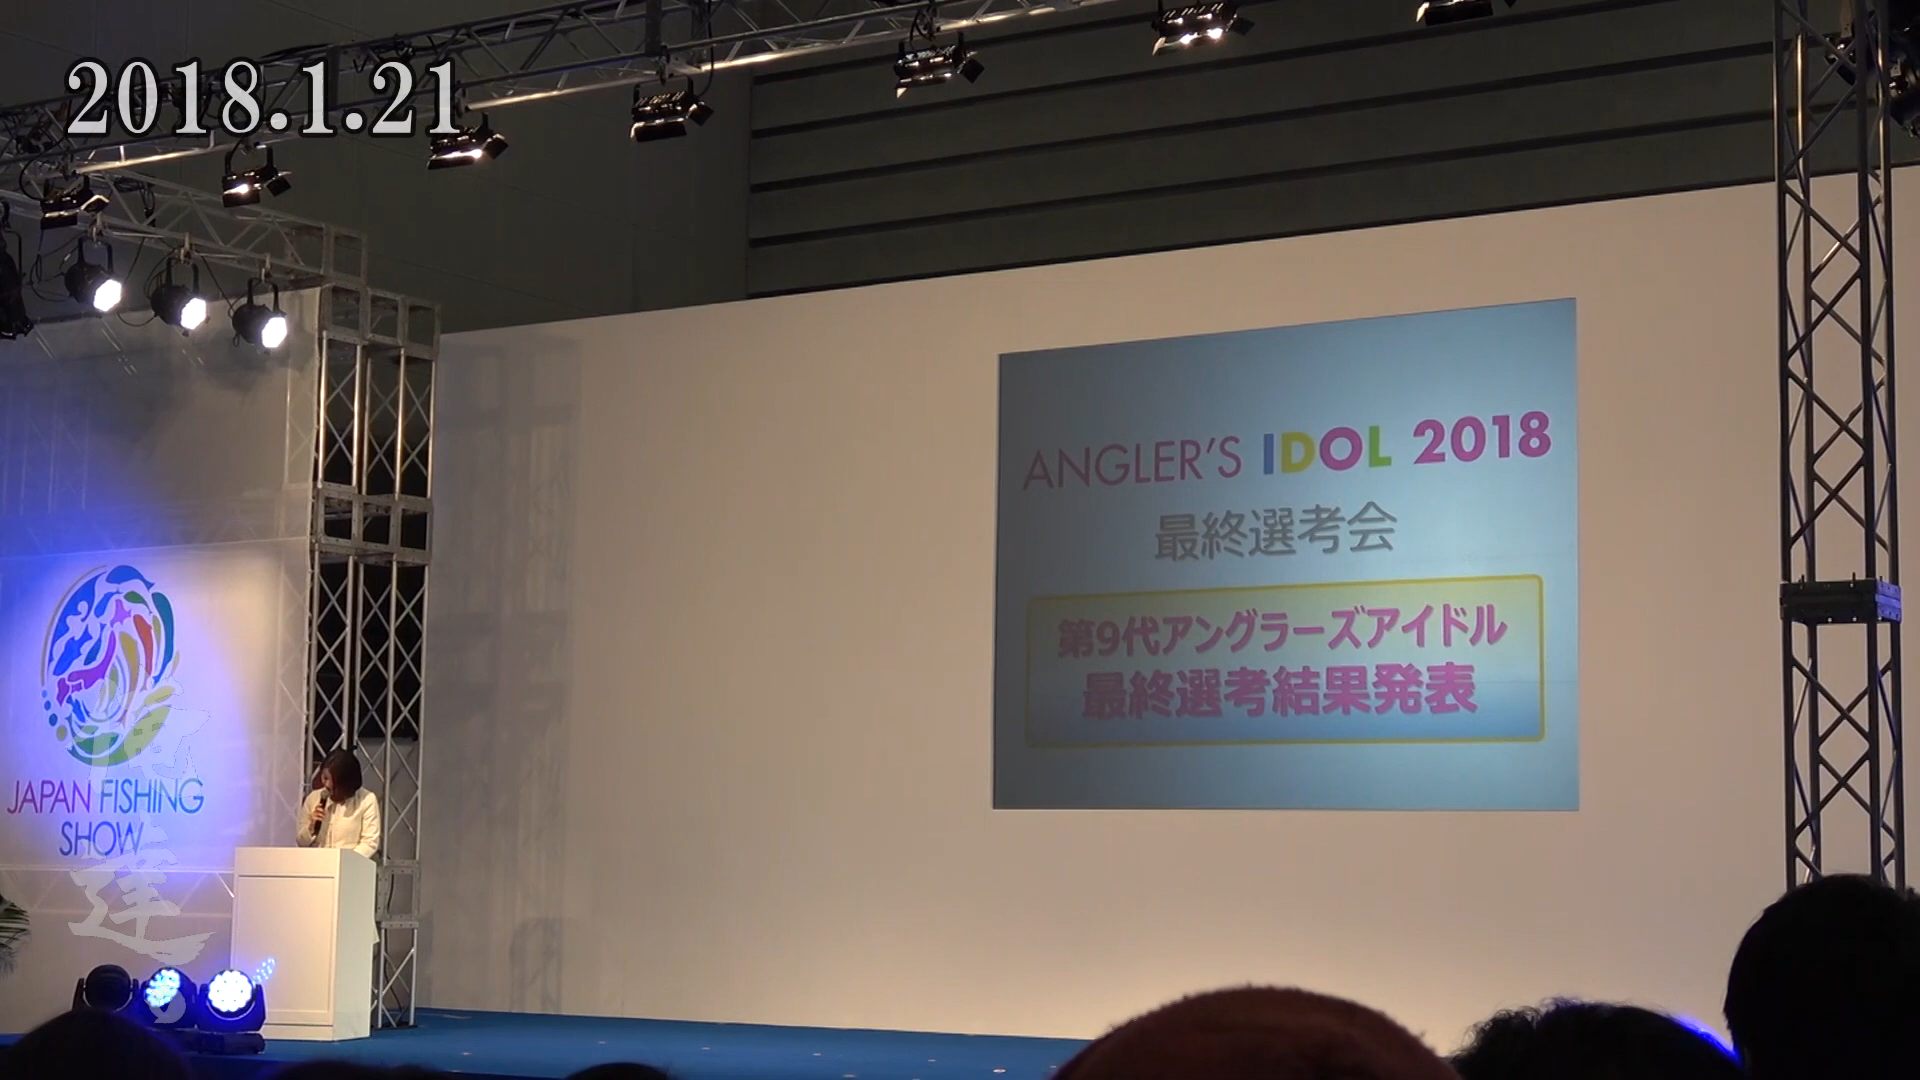 2018.1.21
ANGLER'S IDOL 2018
最終選考会
第9代アングラーズアイドル
最終選考結果発表
JAPAN FISHING
SHOW